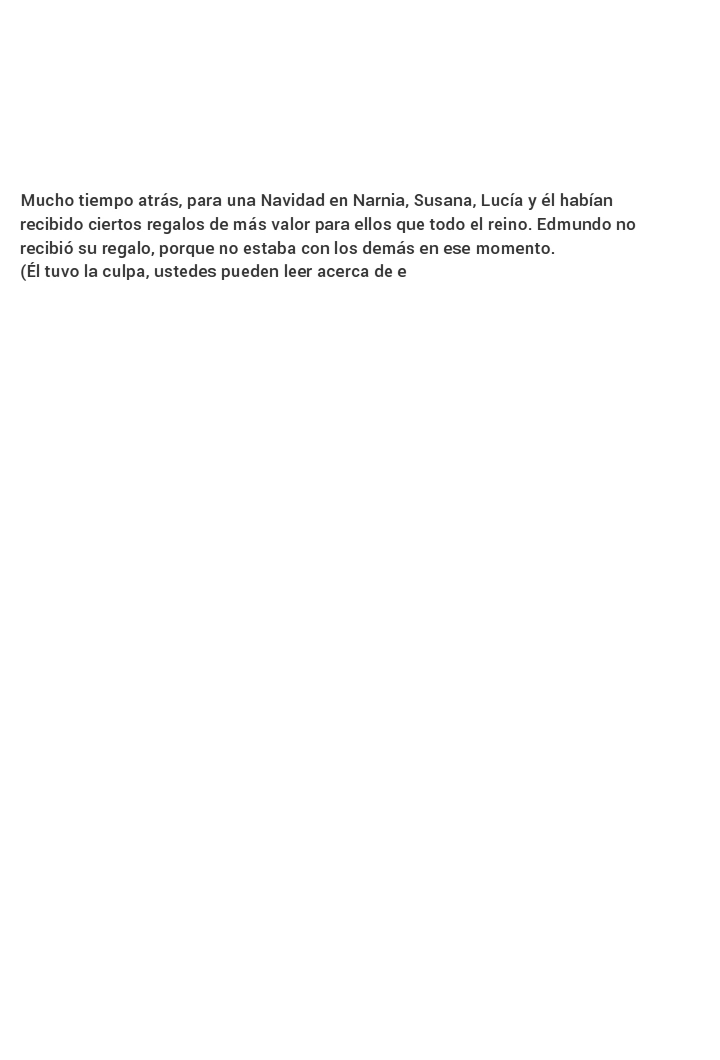 Mucho tiempo atrás, para una Navidad en Narnia, Susana, Lucía y él habían
recibido ciertos regalos de más valor para ellos que todo el reino. Edmundo no
recibió su regalo, porque no estaba con los demás en ese momento.
(Él tuvo la culpa, ustedes pueden leer acerca de e